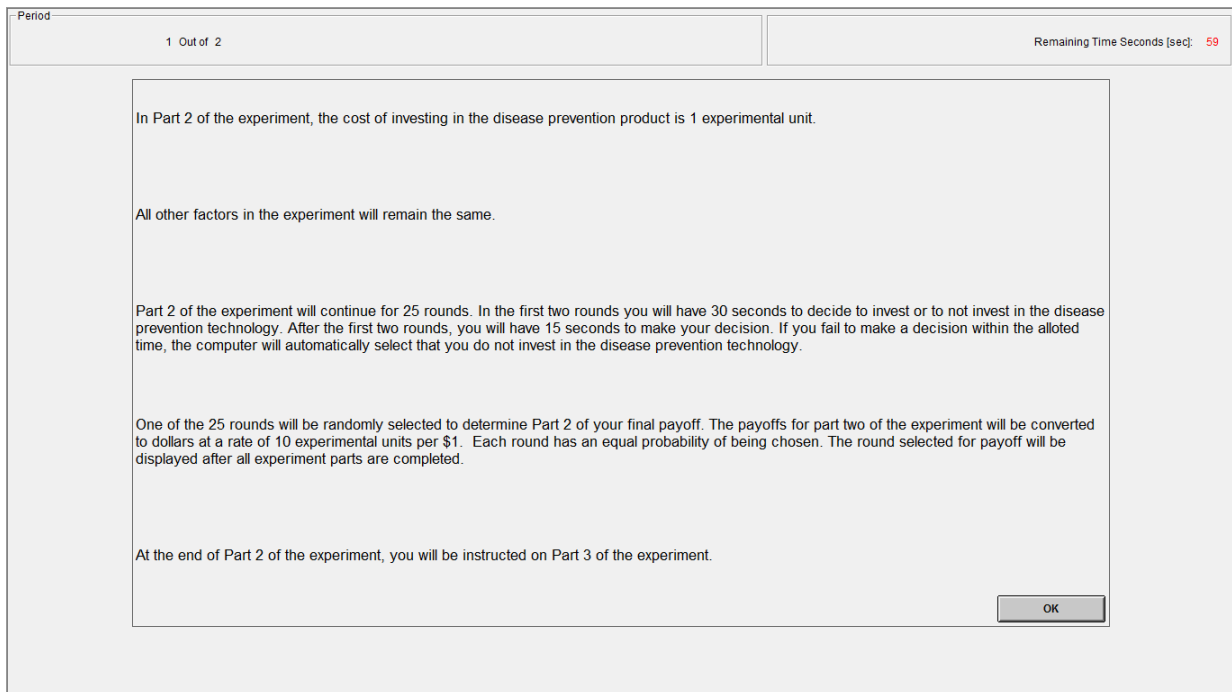 Period
1 Out of 2
Remaining Time Seconds [sec]: 59
In Part 2 of the experiment, the cost of investing in the disease prevention product is 1 experimental unit.
All other factors in the experiment will remain the same.
Part 2 of the experiment will continue for 25 rounds. In the first two rounds you will have 30 seconds to decide to invest or to not invest in the disease
prevention technology. After the first two rounds, you will have 15 seconds to make your decision. If you fail to make a decision within the alloted
time, the computer will automatically select that you do not invest in the disease prevention technology.
One of the 25 rounds will be randomly selected to determine Part 2 of your final payoff. The payoffs for part two of the experiment will be converted
to dollars at a rate of 10 experimental units per $1. Each round has an equal probability of being chosen. The round selected for payoff will be
displayed after all experiment parts are completed.
At the end of Part 2 of the experiment, you will be instructed on Part 3 of the experiment.
OK